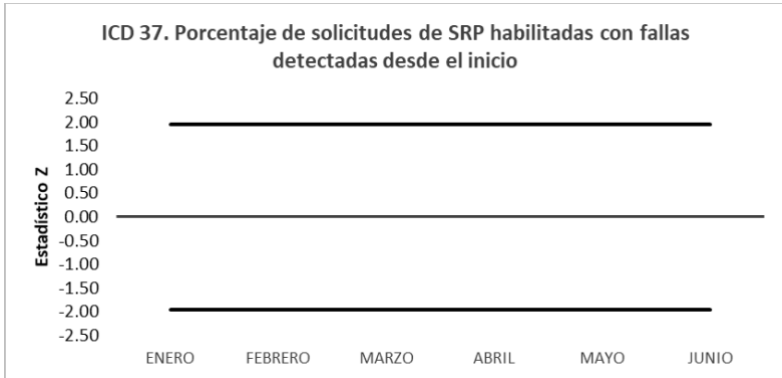 ICD 37. Porcentaje de solicitudes de SRP habilitadas con fallas
detectadas desde el inicio
Estadístico Z
2.50
2.00
1.50
1.00
0.50
0.00
-0.50
-1.00
-1.50
-2.00
-2.50
ENERO FEBRERO MARZO ABRIL MAYO JUNIO